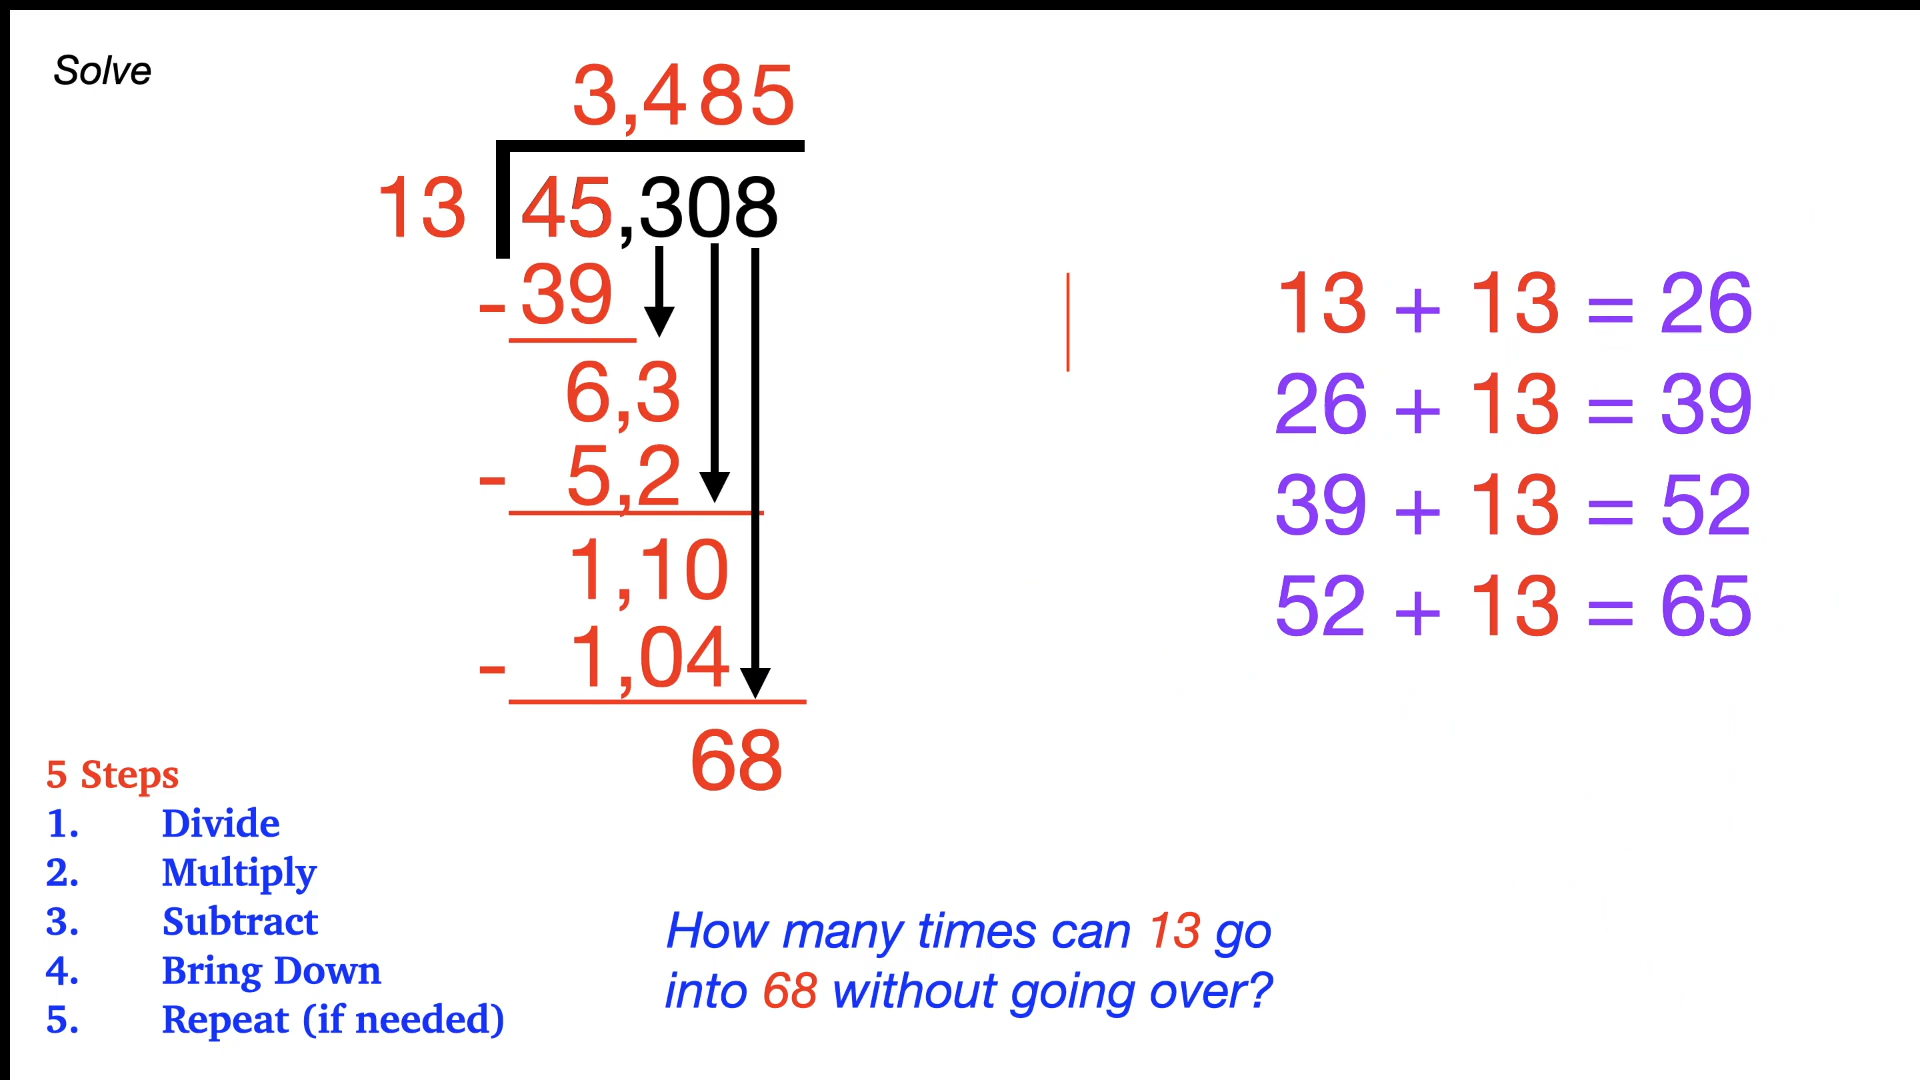 Solve
3,485
13 45,308
- 39
6,3
- 5,2
1,10
- 1,04
68
13 + 13 = 26
26 + 13 = 39
39 + 13 = 52
52 + 13 = 65
5 Steps
1. Divide
2. Multiply
3. Subtract
4. Bring Down
5. Repeat (if needed)
How many times can 13 go
into 68 without going over?